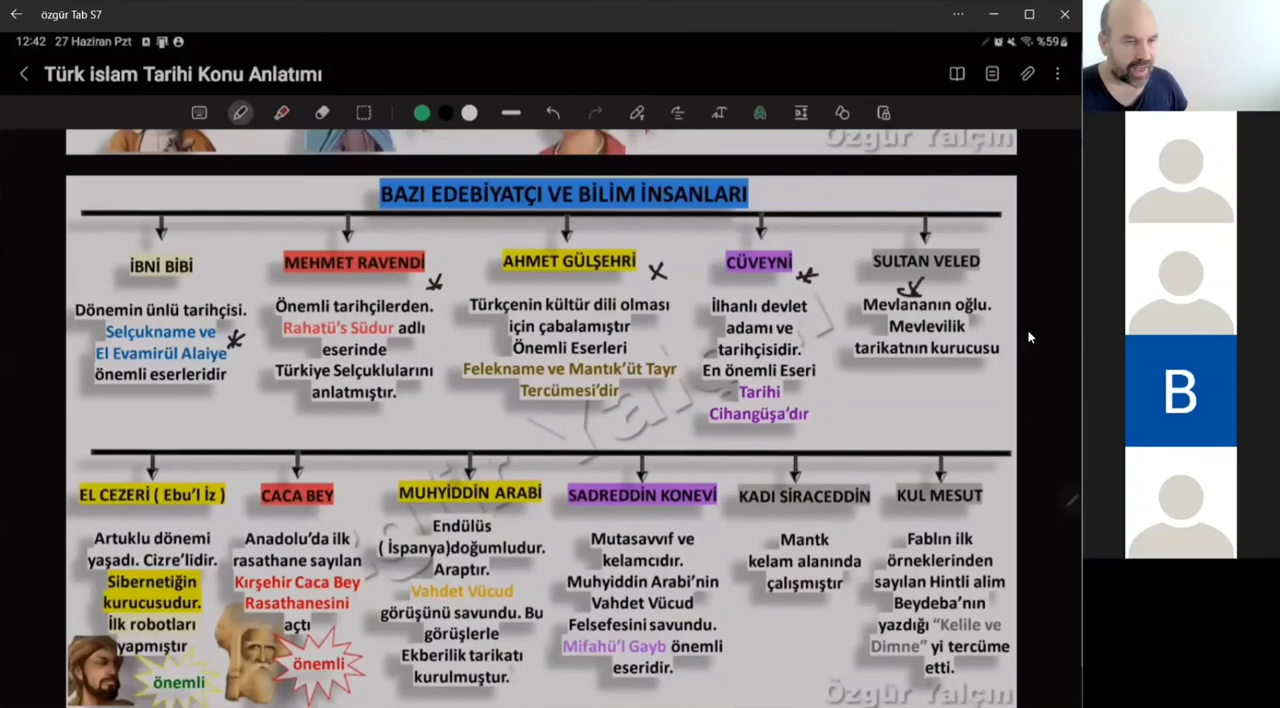 özgür Tab S7
12:42 27 Haziran Pzt
%59
Türk islam Tarihi Konu Anlatımı
Özgür Yalçın
BAZI EDEBİYATÇI VE BİLİM İNSANLARI
İBNİ BİBİ
Dönemin ünlü tarihçisi.
Selçukname ve
El Evamirül Alaiye
önemli eserleridir
MEHMET RAVENDİ
Önemli tarihçilerden.
Rahatü's Südur adlı
eserinde
Türkiye Selçuklularını
anlatmıştır.
AHMET GÜLŞEHRİ
Türkçenin kültür dili olması
için çabalamıştır
Önemli Eserleri
Felekname ve Mantık'üt Tayr
Tercümesi'dir
CÜVEYNİ
İlhanlı devlet
adamı ve
tarihçisidir.
En önemli Eseri
Tarihi
Cihangüşa'dır
SULTAN VELED
Mevlananın oğlu.
Mevlevilik
tarikatnın kurucusu
EL CEZERİ ( Ebu'l İz )
Artuklu dönemi
yaşadı. Cizre'lidir.
Sibernetiğin
kurucusudur.
İlk robotları
yapmıştır
önemli
CACA BEY
Anadolu'da ilk
rasathane sayılan
Kırşehir Caca Bey
Rasathanesini
açtı
önemli
MUHYİDDİN ARABİ
Endülüs
( İspanya)doğumludur.
Araptır.
Vahdet Vücud
görüşünü savundu. Bu
görüşlerle
Ekberilik tarikatı
kurulmuştur.
SADREDDİN KONEVİ
Mutasavvıf ve
kelamcıdır.
Muhyiddin Arabi'nin
Vahdet Vücud
Felsefesini savundu.
Mifahü'l Gayb önemli
eseridir.
KADI SİRACEDDİN
Mantk
kelam alanında
çalışmıştır
KUL MESUT
Fablın ilk
örneklerinden
sayılan Hintli alim
Beydeba'nın
yazdığı "Kelile ve
Dimne" yi tercüme
etti.
Özgür Yalçın
B